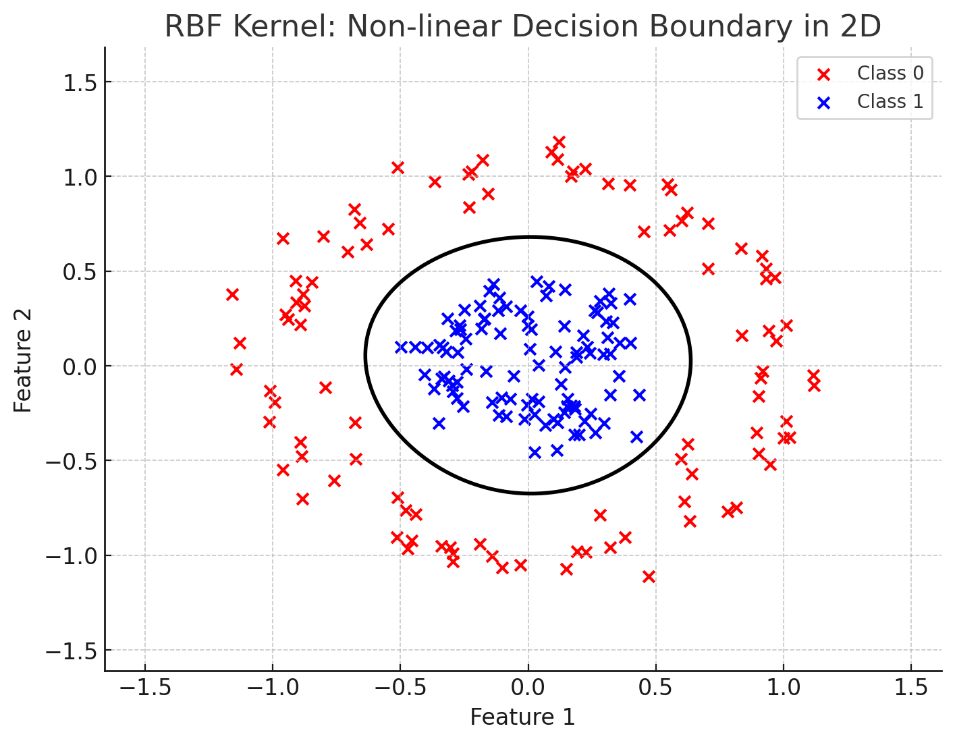 RBF Kernel: Non-linear Decision Boundary in 2D
Class 0
Class 1
1.5
1.0
0.5
0.0
−0.5
−1.0
−1.5
Feature 2
−1.5 −1.0 −0.5 0.0 0.5 1.0 1.5
Feature 1